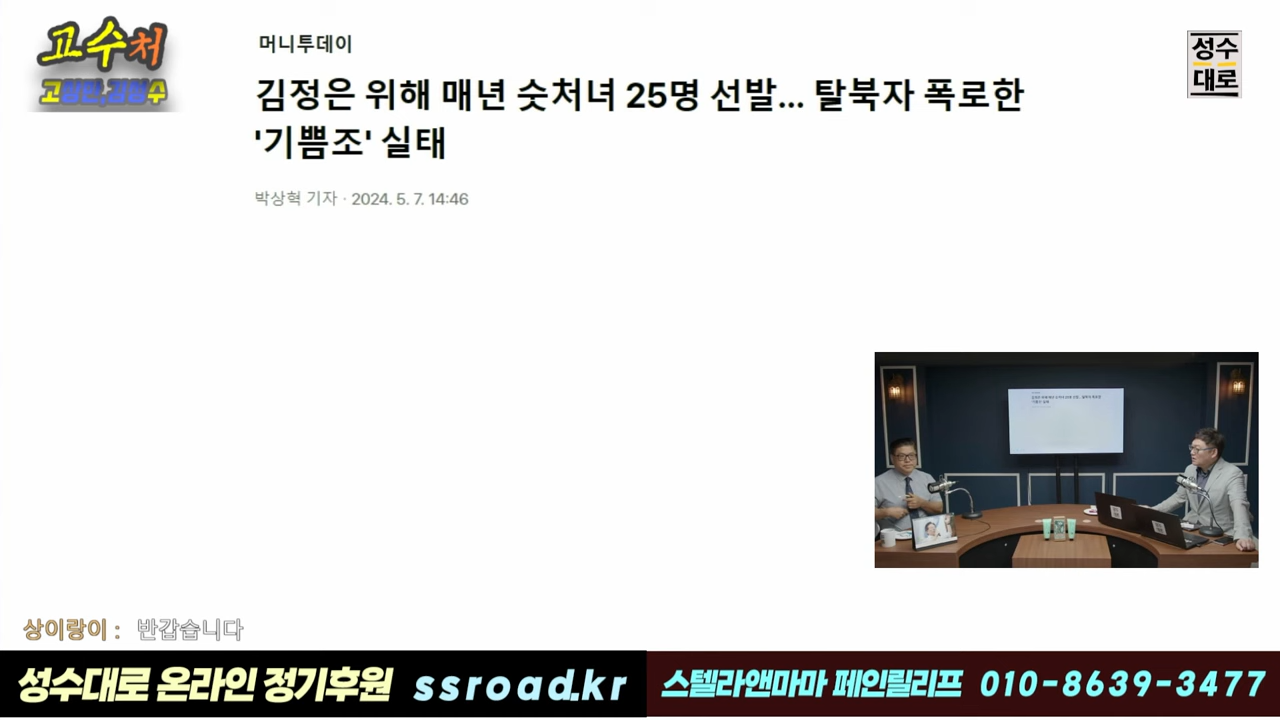 고수처
머니투데이
성수
대로
김정은 위해 매년 숫처녀 25명 선발... 탈북자 폭로한
'기쁨조' 실태
박상혁 기자 · 2024. 5. 7. 14:46
상이랑이 : 반갑습니다
성수대로 온라인 정기후원 ssroad.kr
스텔라앤마마 페인릴리프 010-8639-3477